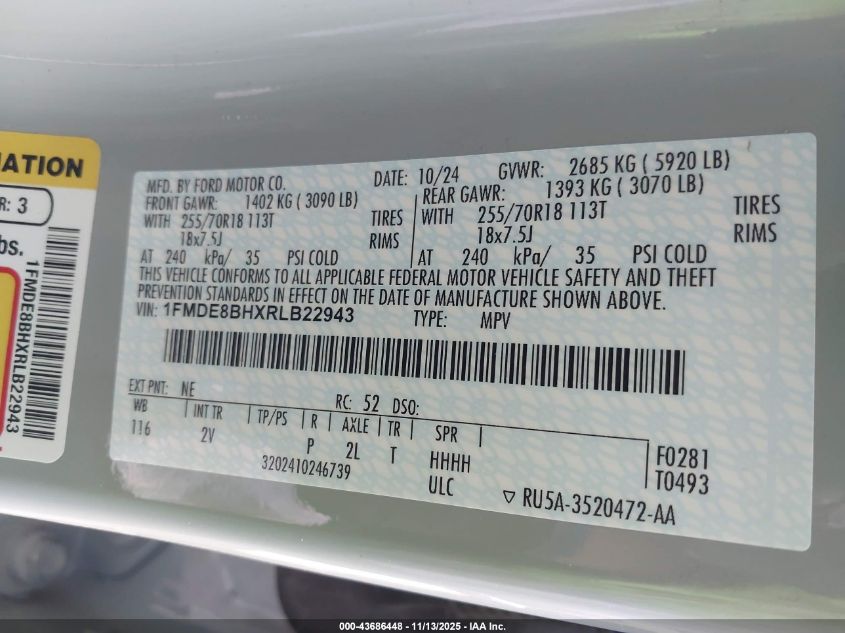 MATION
R: 3
bs.
1FMDE8BHXRLB22943
MFD. BY FORD MOTOR CO. DATE: 10/24 GVWR: 2685 KG ( 5920 LB)
FRONT GAWR: 1402 KG ( 3090 LB) REAR GAWR: 1393 KG ( 3070 LB)
WITH 255/70R18 113T TIRES WITH 255/70R18 113T TIRES
18x7.5J RIMS 18x7.5J RIMS
AT 240 kPa/ 35 PSI COLD AT 240 kPa/ 35 PSI COLD
THIS VEHICLE CONFORMS TO ALL APPLICABLE FEDERAL MOTOR VEHICLE SAFETY AND THEFT
PREVENTION STANDARDS IN EFFECT ON THE DATE OF MANUFACTURE SHOWN ABOVE.
VIN: 1FMDE8BHXRLB22943 TYPE: MPV
EXT PNT: NE RC: 52 DSO:
WB INT TR TP/PS R AXLE TR SPR
116 2V P 2L T HHHH F0281
3202410246739 ULC T0493
RU5A-3520472-AA
000-43686448 - 11/13/2025 - IAA Inc.